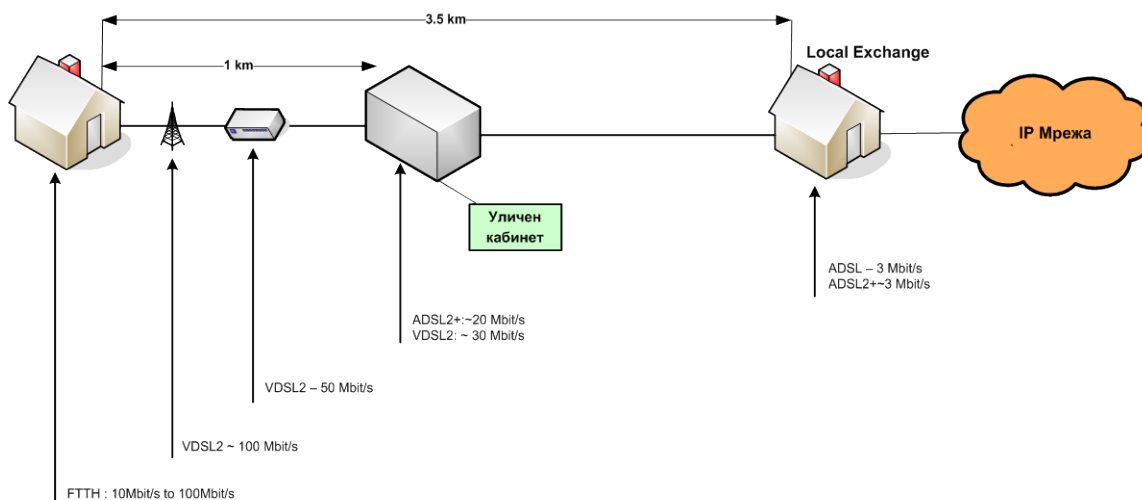 3.5 km
Local Exchange
1 km
IP Мрежа
Уличен
кабинет
ADSL – 3 Mbit/s
ADSL2+~3 Mbit/s
ADSL2+:~20 Mbit/s
VDSL2: ~ 30 Mbit/s
VDSL2 – 50 Mbit/s
VDSL2 ~ 100 Mbit/s
FTTH : 10Mbit/s to 100Mbit/s